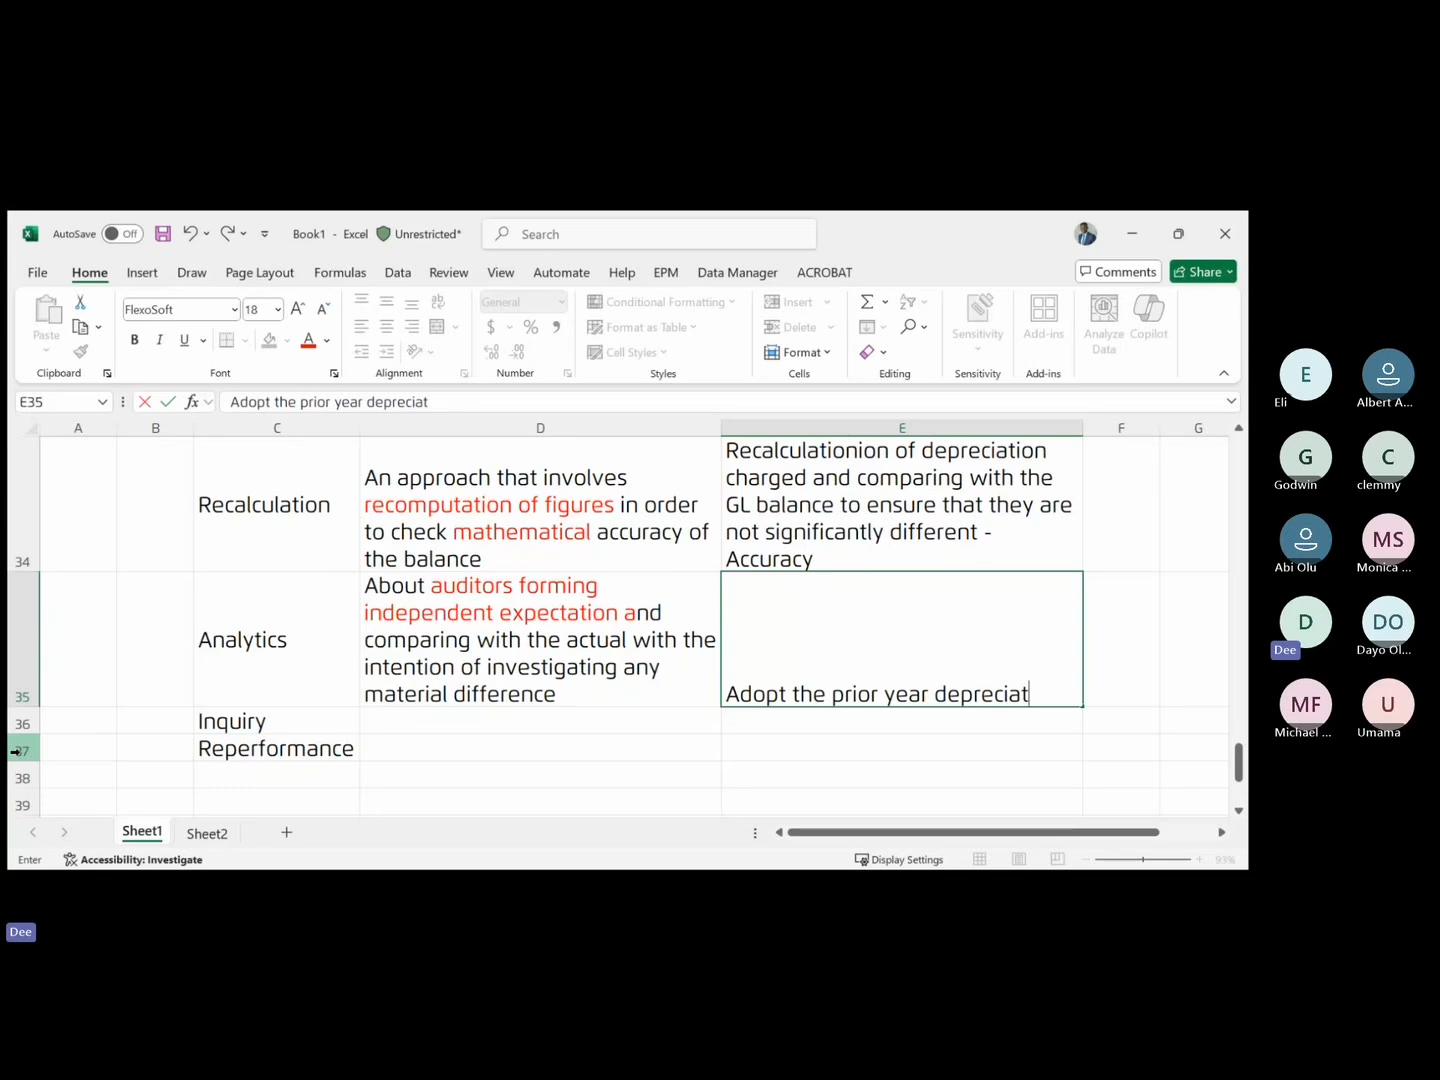 AutoSave Off Book1 - Excel Unrestricted* Search
File Home Insert Draw Page Layout Formulas Data Review View Automate Help EPM Data Manager ACROBAT Comments Share
Paste
Clipboard
FlexoSoft 18
B I U
Font
Alignment
General
$ %
Number
Conditional Formatting
Format as Table
Cell Styles
Styles
Insert
Delete
Format
Cells
Editing
Sensitivity
Sensitivity
Add-ins
Add-ins
Analyze
Data
Copilot
E35 fx Adopt the prior year depreciat
A B C D E F G
34
Recalculation
An approach that involves
recomputation of figures in order
to check mathematical accuracy of
the balance
Recalculationion of depreciation
charged and comparing with the
GL balance to ensure that they are
not significantly different -
Accuracy
35
Analytics
About auditors forming
independent expectation and
comparing with the actual with the
intention of investigating any
material difference
Adopt the prior year depreciat
36 Inquiry
37 Reperformance
38
39
Sheet1 Sheet2
Enter Accessibility: Investigate Display Settings 93%
E
Eli
Albert A...
G
Godwin
C
clemmy
Abi Olu
MS
Monica ...
D
Dee
DO
Dayo Ol...
MF
Michael ...
U
Umama
Dee